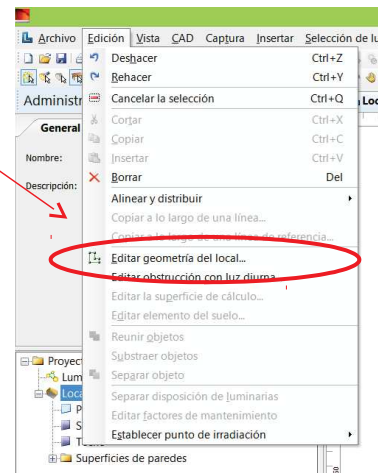 Archivo Edición Vista CAD Captura Insertar Selección de lu
Deshacer Ctrl+Z
Rehacer Ctrl+Y
Administr Cancelar la selección Ctrl+Q Loc
Cortar Ctrl+X
General Copiar Ctrl+C
Nombre: Insertar Ctrl+V
Borrar Del
Descripción:
Alinear y distribuir
Copiar a lo largo de una línea...
Copiar a lo largo de una línea de referencia...
Editar geometría del local...
Editar obstrucción con luz diurna
Editar la superficie de cálculo...
Editar elemento del suelo...
Reunir objetos
Proyec Substraer objetos
Lum Separar objeto
Loca Separar disposición de luminarias
P Editar factores de mantenimiento
S Establecer punto de irradiación
T
Superficies de paredes